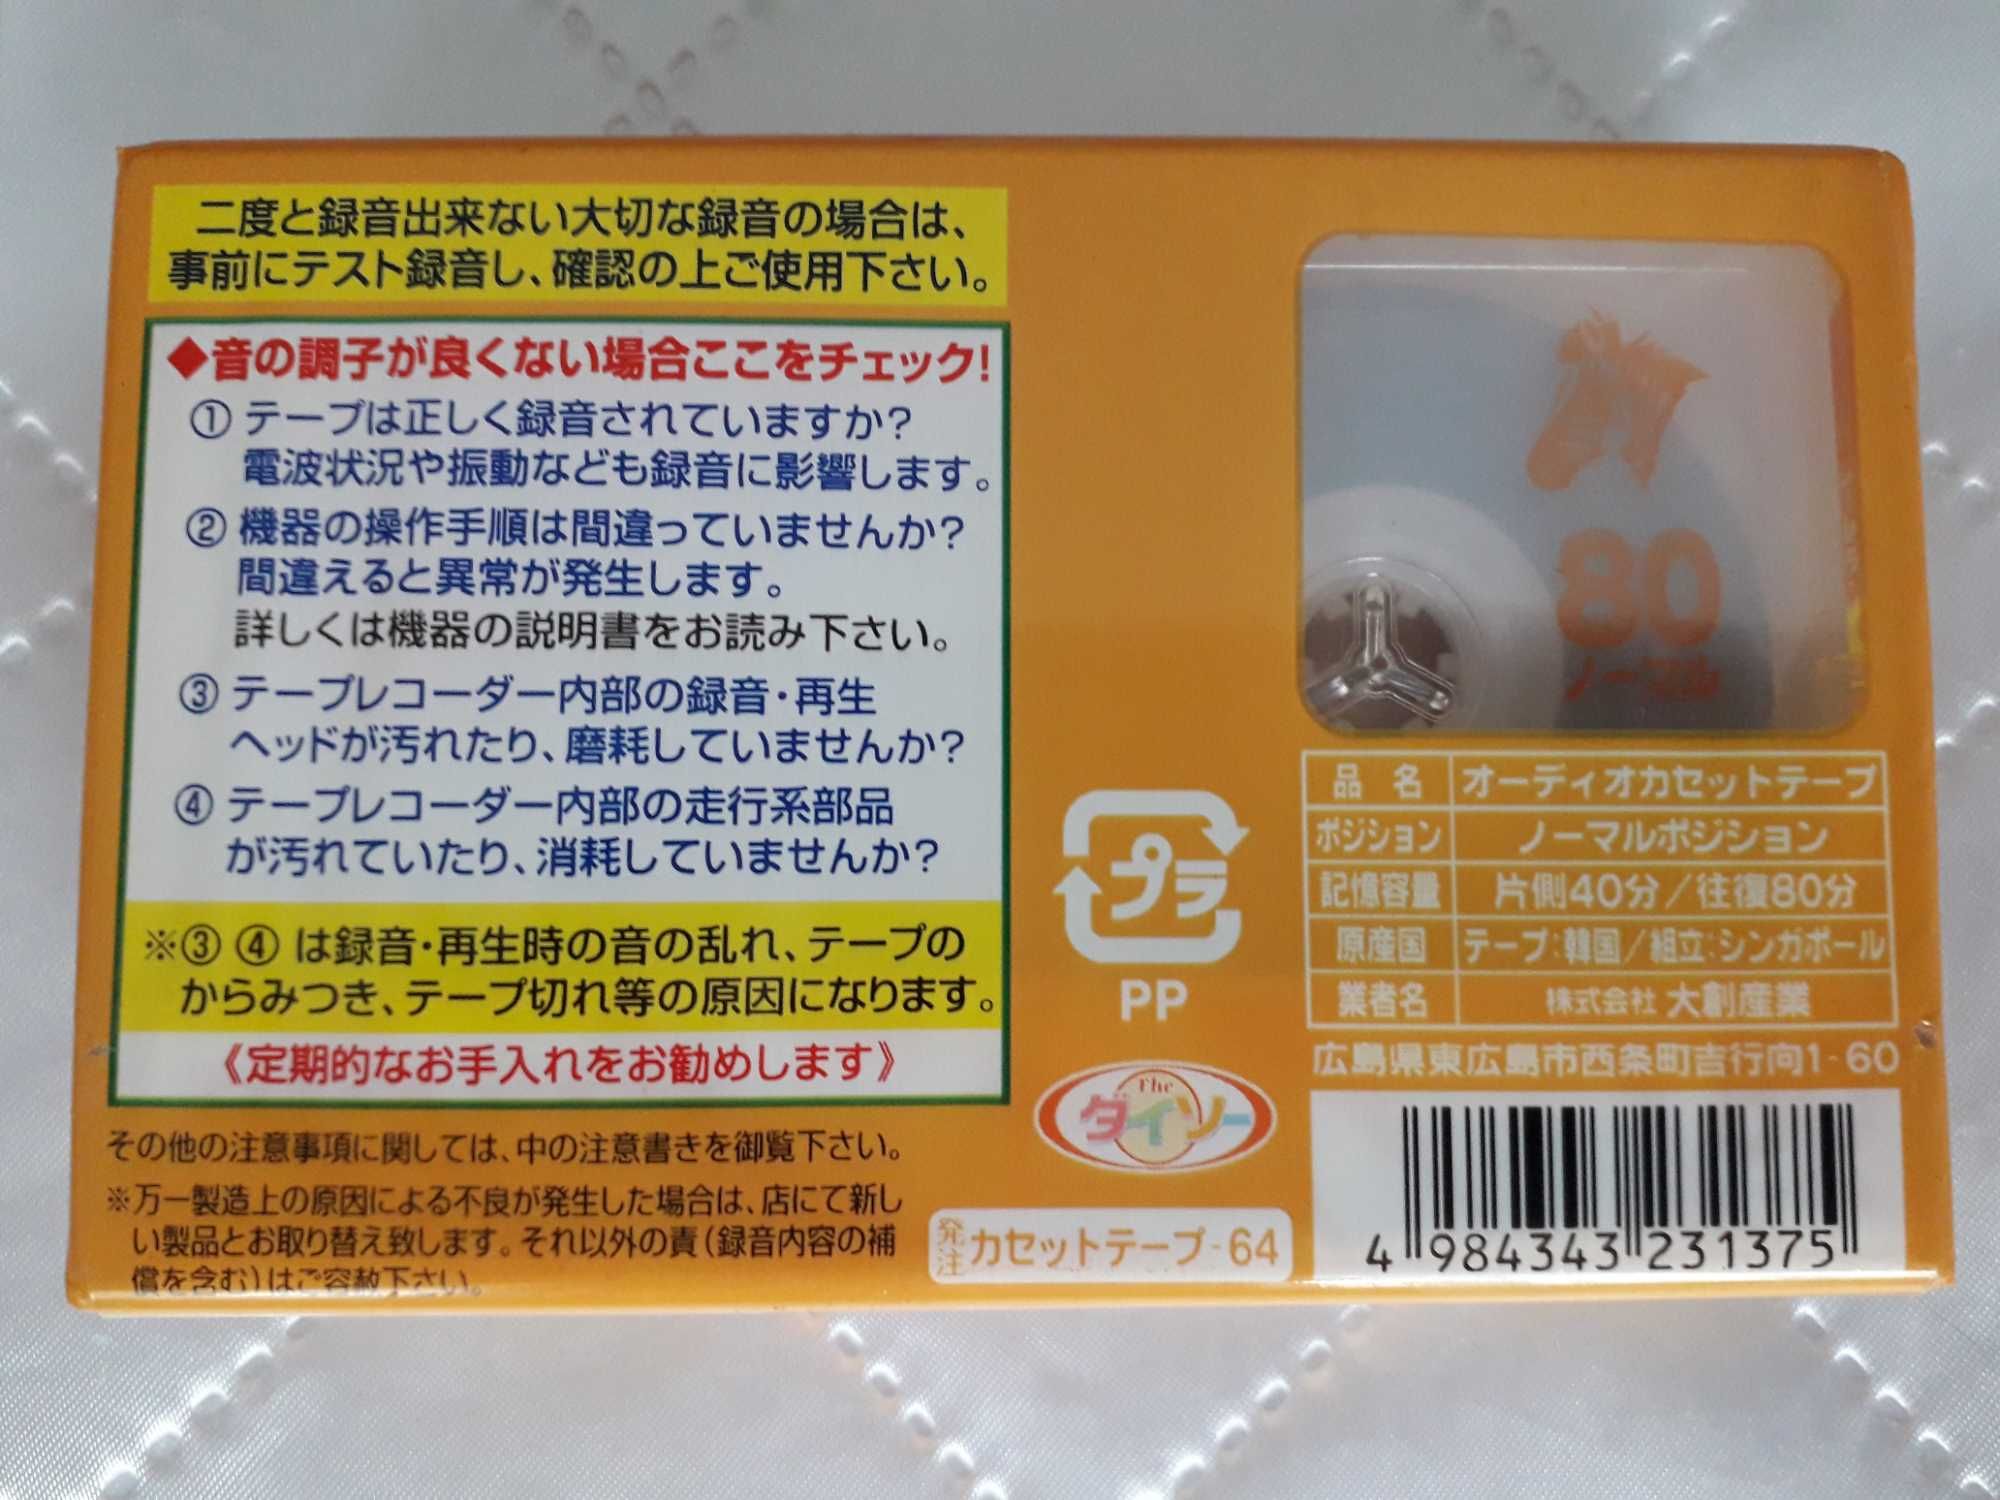 二度と録音出来ない大切な録音の場合は、
事前にテスト録音し、確認の上ご使用下さい。
◆音の調子が良くない場合ここをチェック!
① テープは正しく録音されていますか?
電波状況や振動なども録音に影響します。
② 機器の操作手順は間違っていませんか?
間違えると異常が発生します。
詳しくは機器の説明書をお読み下さい。
③ テープレコーダー内部の録音・再生
ヘッドが汚れたり、磨耗していませんか?
④ テープレコーダー内部の走行系部品
が汚れていたり、消耗していませんか?
※③ ④ は録音・再生時の音の乱れ、テープの
からみつき、テープ切れ等の原因になります。
《定期的なお手入れをお勧めします》
その他の注意事項に関しては、中の注意書きを御覧下さい。
※万一製造上の原因による不良が発生した場合は、店にて新し
い製品とお取り替え致します。それ以外の責(録音内容の補
償を含む)はご容赦下さい。
プラ
PP
The
ダイソー
発注 カセットテープ-64
80
ノーマル
品 名 オーディオカセットテープ
ポジション ノーマルポジション
記憶容量 片側40分/往復80分
原産国 テープ:韓国/組立:シンガポール
業者名 株式会社 大創産業
広島県東広島市西条町吉行向1-60
4 984343 231375